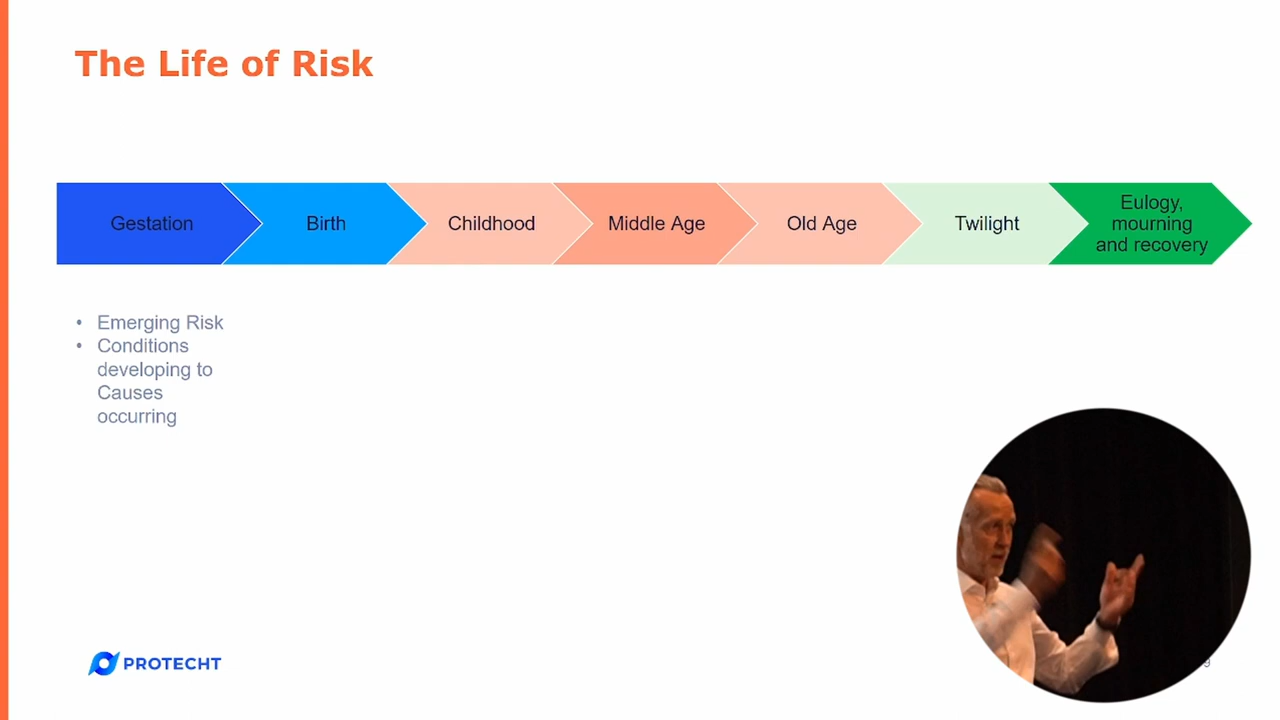 The Life of Risk
Gestation
Birth
Childhood
Middle Age
Old Age
Twilight
Eulogy,
mourning
and recovery
• Emerging Risk
• Conditions
developing to
Causes
occurring
PROTECHT
9